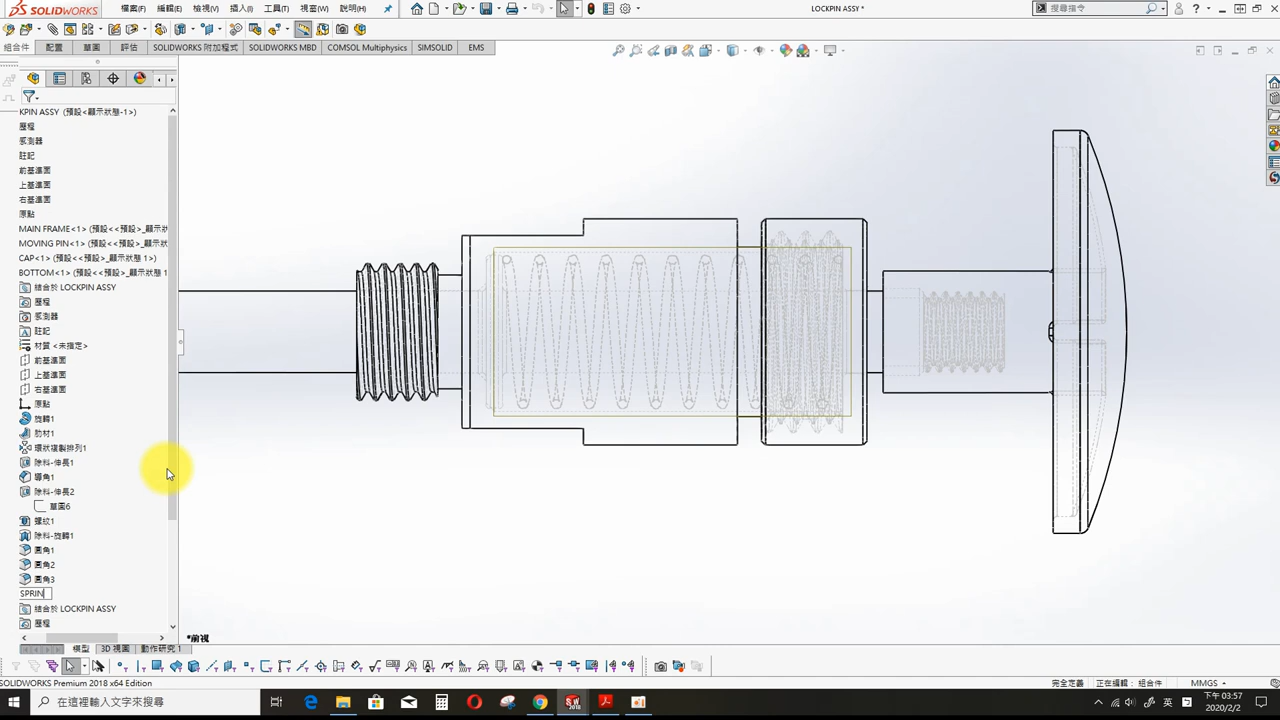 SOLIDWORKS
檔案(F)
編輯(E)
檢視(V)
插入(I)
工具(T)
視窗(W)
說明(H)
LOCKPIN ASSY *
搜尋指令
組合件
配置
草圖
評估
SOLIDWORKS 附加程式
SOLIDWORKS MBD
COMSOL Multiphysics
SIMSOLID
EMS
KPIN ASSY (預設<顯示狀態-1>)
歷程
感測器
註記
前基準面
上基準面
右基準面
原點
MAIN FRAME<1> (預設<<預設>_顯示
MOVING PIN<1> (預設<<預設>_顯示
CAP<1> (預設<<預設>_顯示狀態 1>)
BOTTOM<1> (預設<<預設>_顯示狀態 1
結合於 LOCKPIN ASSY
歷程
感測器
註記
材質 <未指定>
前基準面
上基準面
右基準面
原點
旋轉1
肋材1
環狀複製排列1
除料-伸長1
導角1
除料-伸長2
草圖6
螺紋1
除料-旋轉1
圓角1
圓角2
圓角3
SPRIN
結合於 LOCKPIN ASSY
歷程
*前視
模型
3D 視圖
動作研究 1
SOLIDWORKS Premium 2018 x64 Edition
完全定義
正在編輯: 組合件
MMGS
在這裡輸入文字來搜尋
英
下午 03:57
2020/2/2